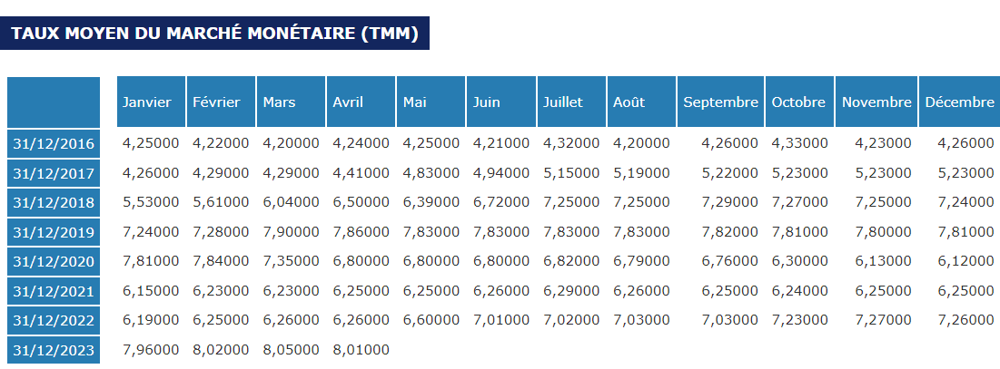 TAUX MOYEN DU MARCHÉ MONÉTAIRE (TMM)
Janvier Février Mars Avril Mai Juin Juillet Août Septembre Octobre Novembre Décembre
31/12/2016 4,25000 4,22000 4,20000 4,24000 4,25000 4,21000 4,32000 4,20000 4,26000 4,33000 4,23000 4,26000
31/12/2017 4,26000 4,29000 4,29000 4,41000 4,83000 4,94000 5,15000 5,19000 5,22000 5,23000 5,23000 5,23000
31/12/2018 5,53000 5,61000 6,04000 6,50000 6,39000 6,72000 7,25000 7,25000 7,29000 7,27000 7,25000 7,24000
31/12/2019 7,24000 7,28000 7,90000 7,86000 7,83000 7,83000 7,83000 7,83000 7,82000 7,81000 7,80000 7,81000
31/12/2020 7,81000 7,84000 7,35000 6,80000 6,80000 6,80000 6,82000 6,79000 6,76000 6,30000 6,13000 6,12000
31/12/2021 6,15000 6,23000 6,23000 6,25000 6,25000 6,26000 6,29000 6,26000 6,25000 6,24000 6,25000 6,25000
31/12/2022 6,19000 6,25000 6,26000 6,26000 6,60000 7,01000 7,02000 7,03000 7,03000 7,23000 7,27000 7,26000
31/12/2023 7,96000 8,02000 8,05000 8,01000